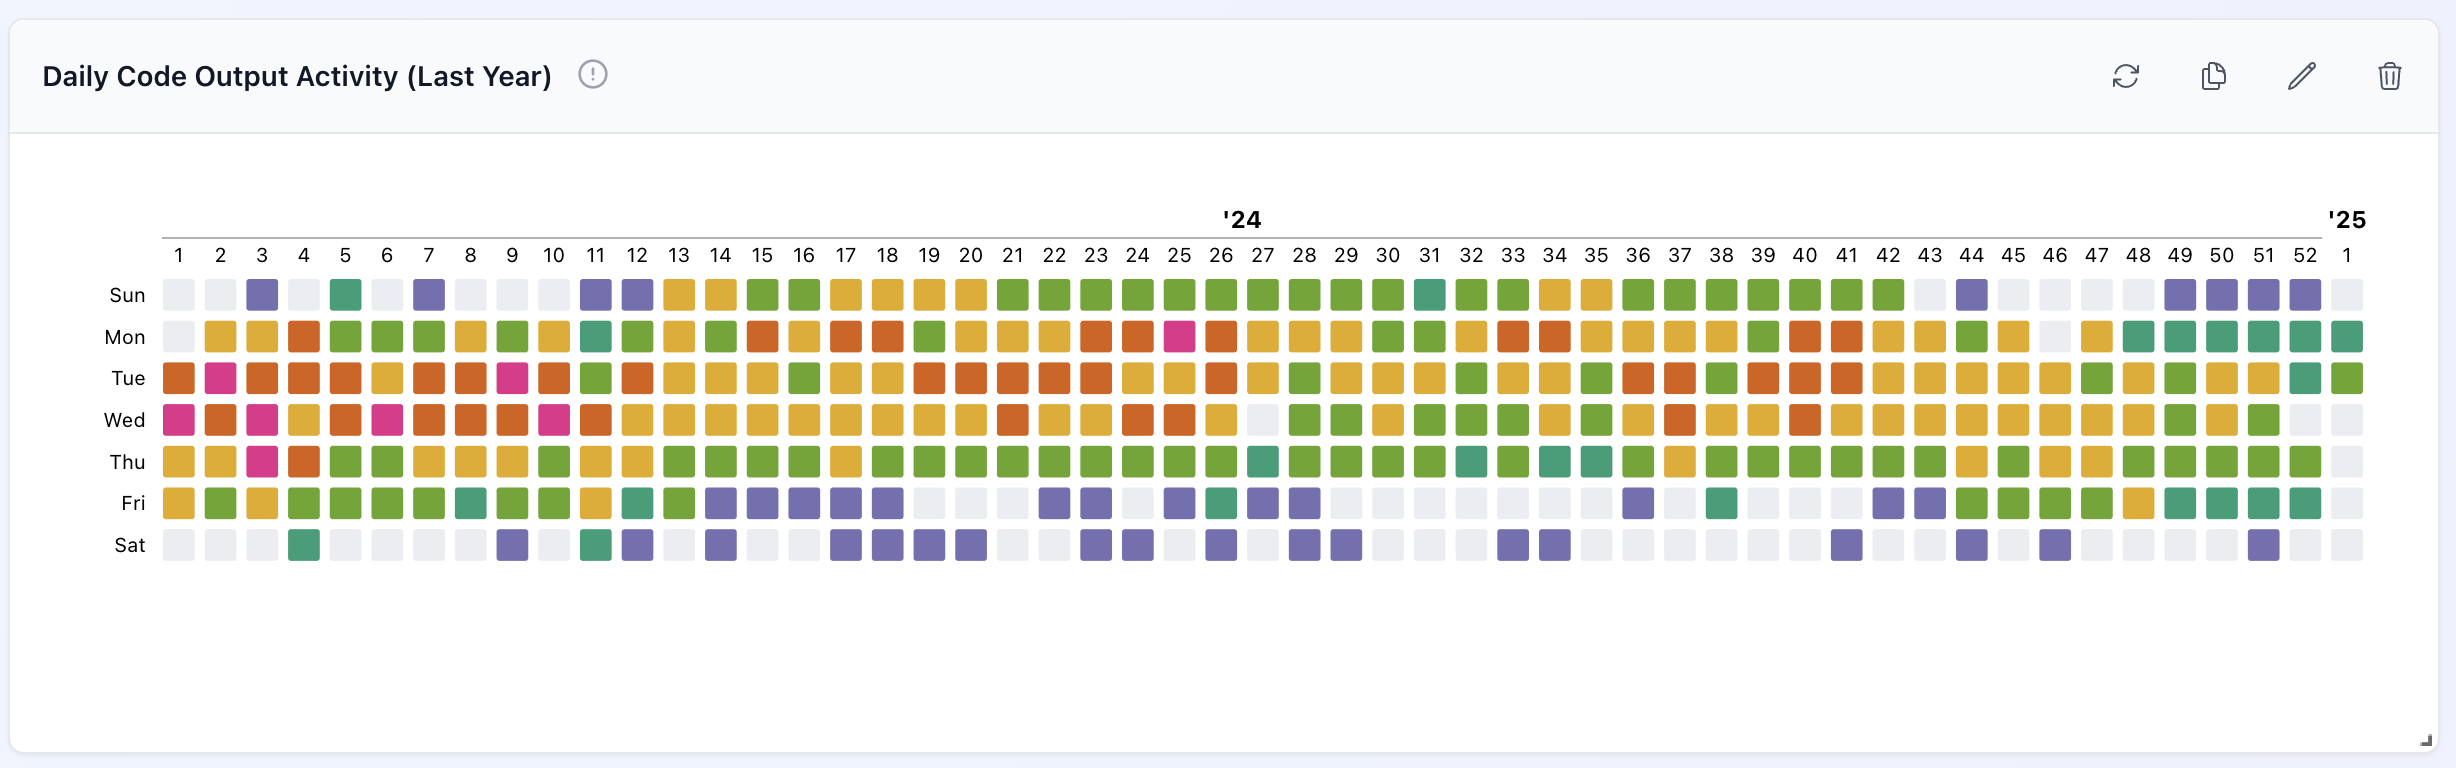 Daily Code Output Activity (Last Year)
'24 '25
1 2 3 4 5 6 7 8 9 10 11 12 13 14 15 16 17 18 19 20 21 22 23 24 25 26 27 28 29 30 31 32 33 34 35 36 37 38 39 40 41 42 43 44 45 46 47 48 49 50 51 52 1
Sun
Mon
Tue
Wed
Thu
Fri
Sat